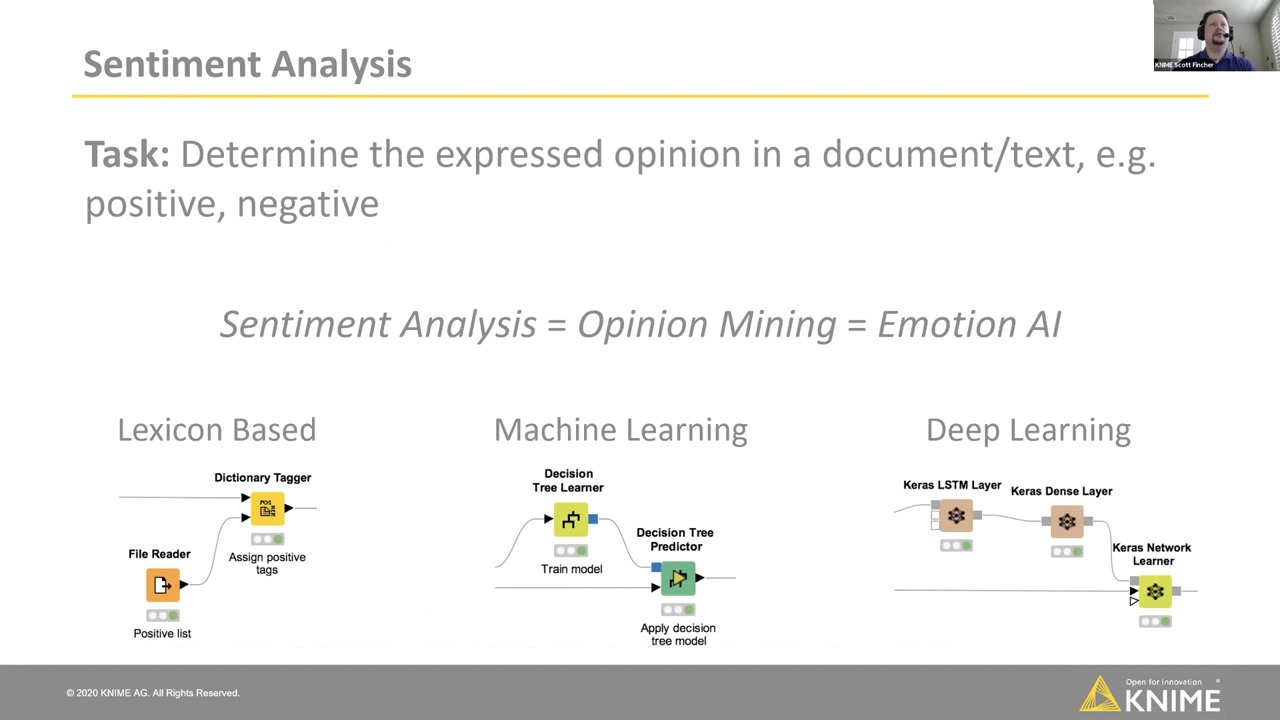 KNIME Scott Fincher
Sentiment Analysis
Task: Determine the expressed opinion in a document/text, e.g.
positive, negative
Sentiment Analysis = Opinion Mining = Emotion AI
Lexicon Based
Dictionary Tagger
POS
NEG
Assign positive
tags
File Reader
Positive list
Machine Learning
Decision
Tree Learner
Train model
Decision Tree
Predictor
Apply decision
tree model
Deep Learning
Keras LSTM Layer
Keras Dense Layer
Keras Network
Learner
© 2020 KNIME AG. All Rights Reserved.
Open for Innovation ®
KNIME